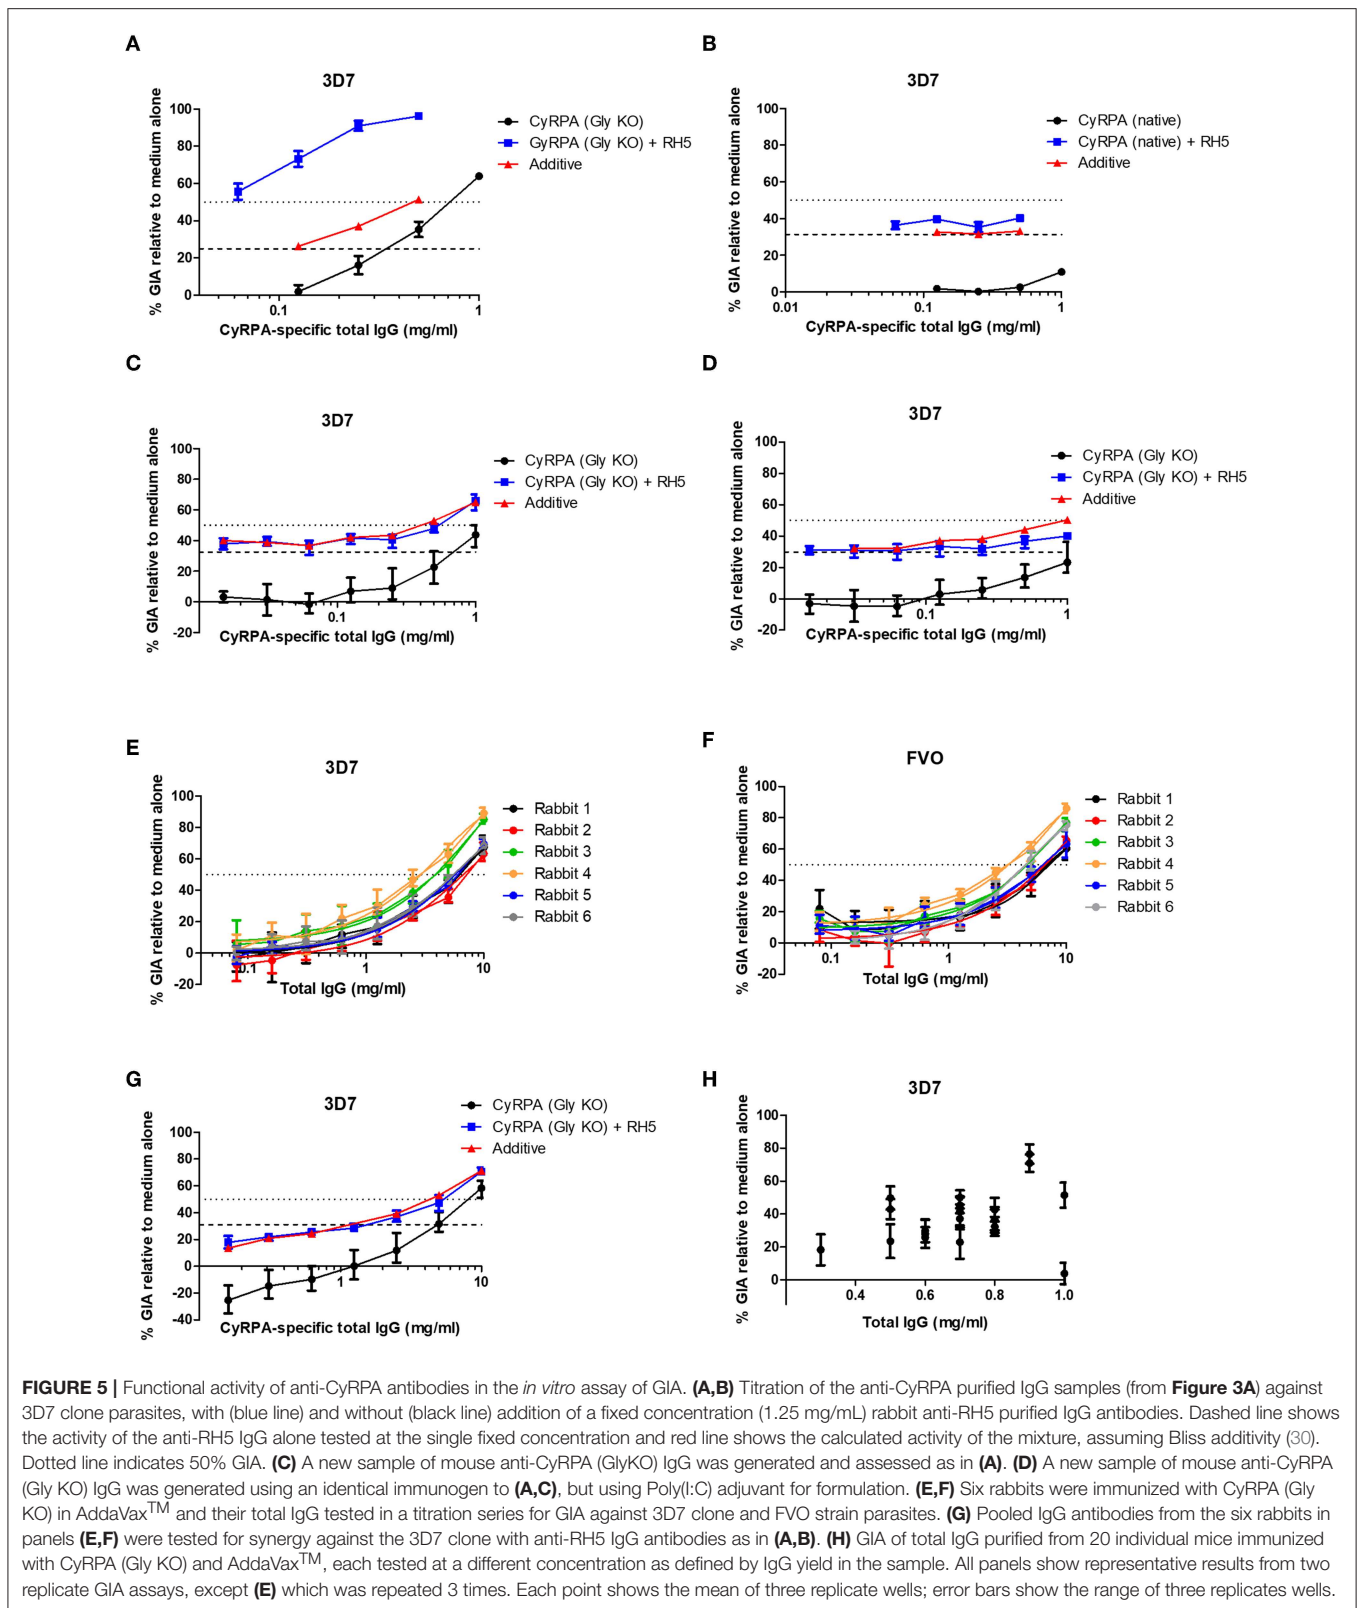 A
3D7
% GIA relative to medium alone
100
80
60
40
20
0
0.1
1
CyRPA-specific total IgG (mg/ml)
CyRPA (Gly KO)
GyRPA (Gly KO) + RH5
Additive
B
3D7
% GIA relative to medium alone
100
80
60
40
20
0
0.01
0.1
1
CyRPA-specific total IgG (mg/ml)
CyRPA (native)
CyRPA (native) + RH5
Additive
C
3D7
% GIA relative to medium alone
100
80
60
40
20
0
-20
0.1
1
CyRPA-specific total IgG (mg/ml)
CyRPA (Gly KO)
CyRPA (Gly KO) + RH5
Additive
D
3D7
% GIA relative to medium alone
100
80
60
40
20
0
-20
0.1
1
CyRPA-specific total IgG (mg/ml)
CyRPA (Gly KO)
CyRPA (Gly KO) + RH5
Additive
E
3D7
% GIA relative to medium alone
100
80
60
40
20
0
-20
0.1
1
10
Total IgG (mg/ml)
Rabbit 1
Rabbit 2
Rabbit 3
Rabbit 4
Rabbit 5
Rabbit 6
F
FVO
% GIA relative to medium alone
100
80
60
40
20
0
-20
0.1
1
10
Total IgG (mg/ml)
Rabbit 1
Rabbit 2
Rabbit 3
Rabbit 4
Rabbit 5
Rabbit 6
G
3D7
% GIA relative to medium alone
100
80
60
40
20
0
-20
-40
1
10
CyRPA-specific total IgG (mg/ml)
CyRPA (Gly KO)
CyRPA (Gly KO) + RH5
Additive
H
3D7
% GIA relative to medium alone
100
80
60
40
20
0
0.4
0.6
0.8
1.0
Total IgG (mg/ml)
FIGURE 5 | Functional activity of anti-CyRPA antibodies in the in vitro assay of GIA. (A,B) Titration of the anti-CyRPA purified IgG samples (from Figure 3A) against
3D7 clone parasites, with (blue line) and without (black line) addition of a fixed concentration (1.25 mg/mL) rabbit anti-RH5 purified IgG antibodies. Dashed line shows
the activity of the anti-RH5 IgG alone tested at the single fixed concentration and red line shows the calculated activity of the mixture, assuming Bliss additivity (30).
Dotted line indicates 50% GIA. (C) A new sample of mouse anti-CyRPA (GlyKO) IgG was generated and assessed as in (A). (D) A new sample of mouse anti-CyRPA
(Gly KO) IgG was generated using an identical immunogen to (A,C), but using Poly(I:C) adjuvant for formulation. (E,F) Six rabbits were immunized with CyRPA (Gly
KO) in AddaVax™ and their total IgG tested in a titration series for GIA against 3D7 clone and FVO strain parasites. (G) Pooled IgG antibodies from the six rabbits in
panels (E,F) were tested for synergy against the 3D7 clone with anti-RH5 IgG antibodies as in (A,B). (H) GIA of total IgG purified from 20 individual mice immunized
with CyRPA (Gly KO) and AddaVax™, each tested at a different concentration as defined by IgG yield in the sample. All panels show representative results from two
replicate GIA assays, except (E) which was repeated 3 times. Each point shows the mean of three replicate wells; error bars show the range of three replicates wells.